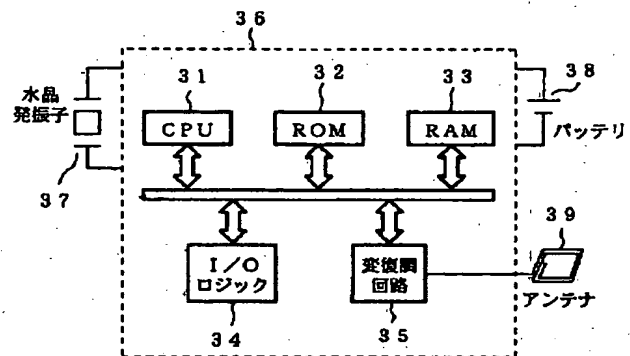 ３６
３１
３２
３３
３８
水晶
発振子
ＣＰＵ
ＲＯＭ
ＲＡＭ
バッテリ
３７
３９
Ｉ／Ｏ
ロジック
変復調
回路
アンテナ
３４
３５